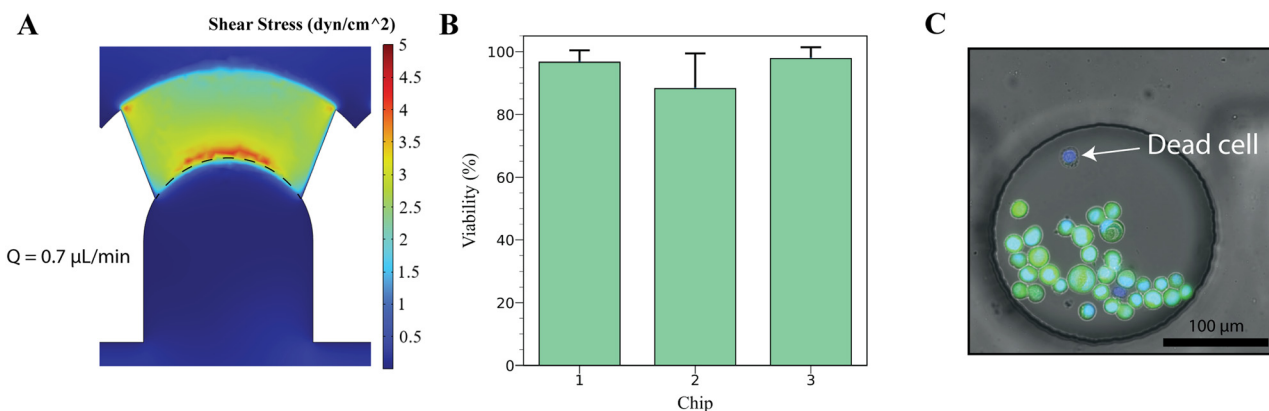 A
Shear Stress (dyn/cm^2)
5
4.5
4
3.5
3
2.5
2
1.5
1
0.5
Q = 0.7 µL/min
B
100
80
60
40
20
0
Viability (%)
1 2 3
Chip
C
Dead cell
100 µm